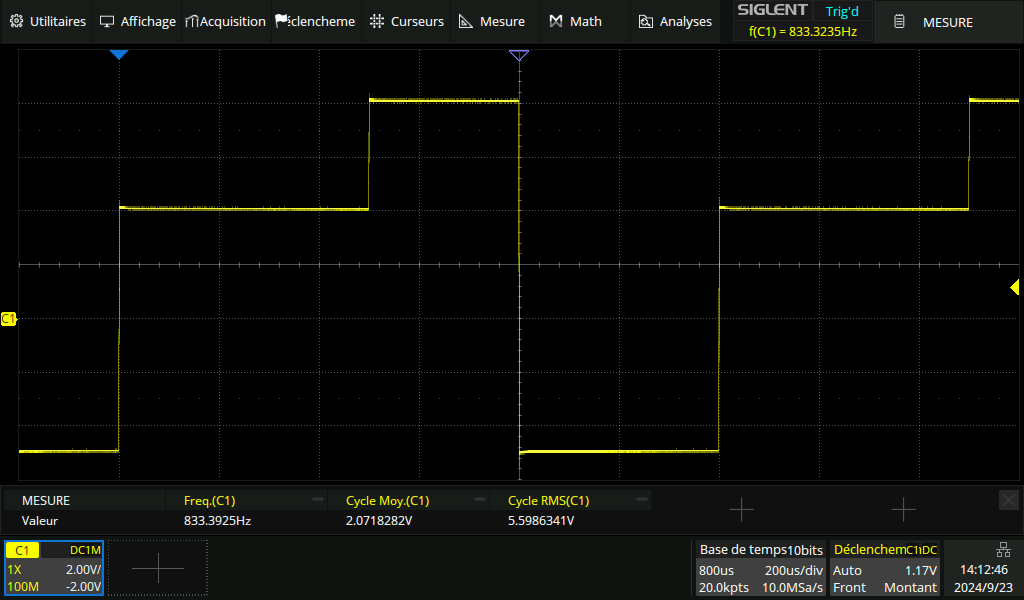 Utilitaires Affichage Acquisition éclencheme Curseurs Mesure Math Analyses
SIGLENT Trig'd
f(C1) = 833.3235Hz
MESURE
C1
MESURE Freq.(C1) Cycle Moy.(C1) Cycle RMS(C1)
Valeur 833.3925Hz 2.0718282V 5.5986341V
C1 DC1M
1X 2.00V/
100M -2.00V
Base de temps 10bits
800us 200us/div
20.0kpts 10.0MSa/s
Déclenchem C1 DC
Auto 1.17V
Front Montant
14:12:46
2024/9/23